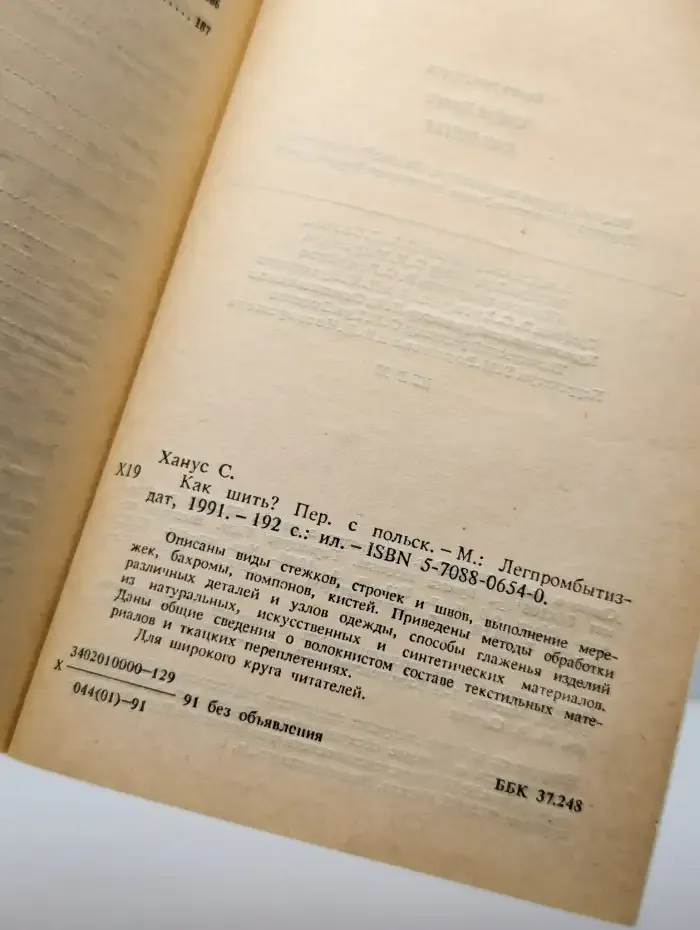 187
Ханус С.
Х19
Как шить? Пер. с польск. – М.: Легпромбытиз-
дат, 1991. – 192 с.: ил. – ISBN 5-7088-0654-0.
Описаны виды стежков, строчек и швов, выполнение мере-
жек, бахромы, помпонов, кистей. Приведены методы обработки
различных деталей и узлов одежды, способы глаженья изделий
из натуральных, искусственных и синтетических материалов.
Даны общие сведения о волокнистом составе текстильных мате-
риалов и ткацких переплетениях.
Для широкого круга читателей.
3402010000–129
Х 91 без объявления
044(01)–91
ББК 37.248